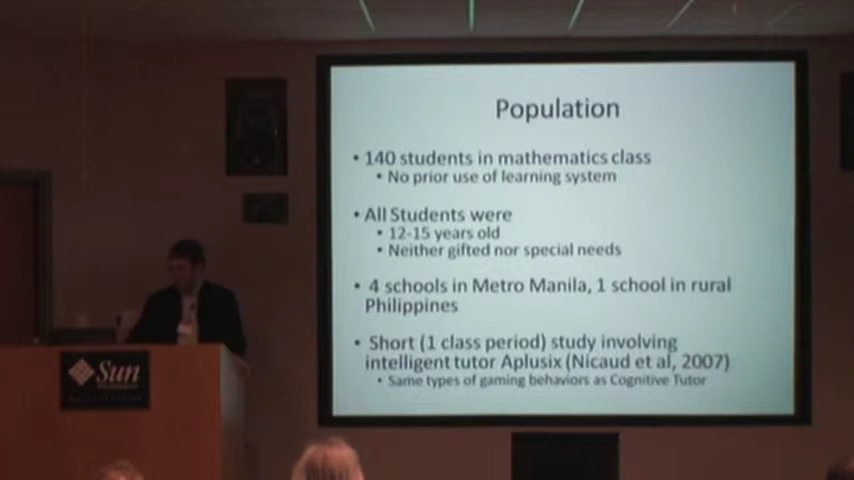 Population
• 140 students in mathematics class
• No prior use of learning system
• All Students were
• 12-15 years old
• Neither gifted nor special needs
• 4 schools in Metro Manila, 1 school in rural
Philippines
• Short (1 class period) study involving
intelligent tutor Aplusix (Nicaud et al, 2007)
• Same types of gaming behaviors as Cognitive Tutor
Sun